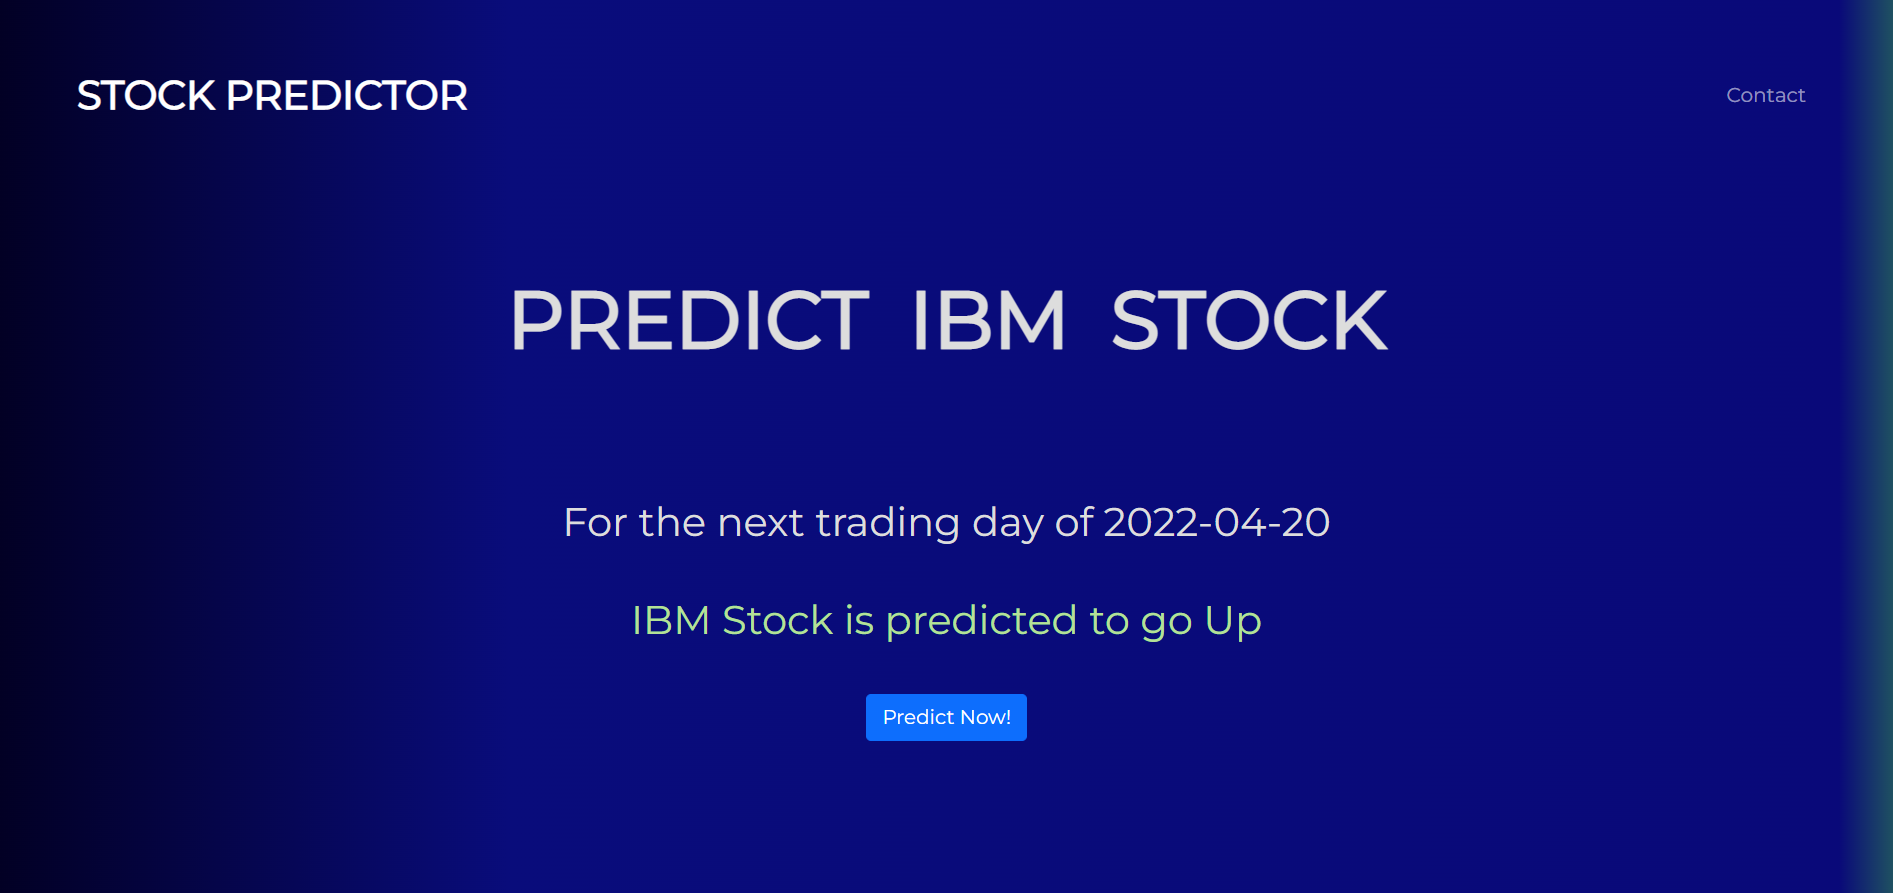 STOCK PREDICTOR
Contact
PREDICT IBM STOCK
For the next trading day of 2022-04-20
IBM Stock is predicted to go Up
Predict Now!